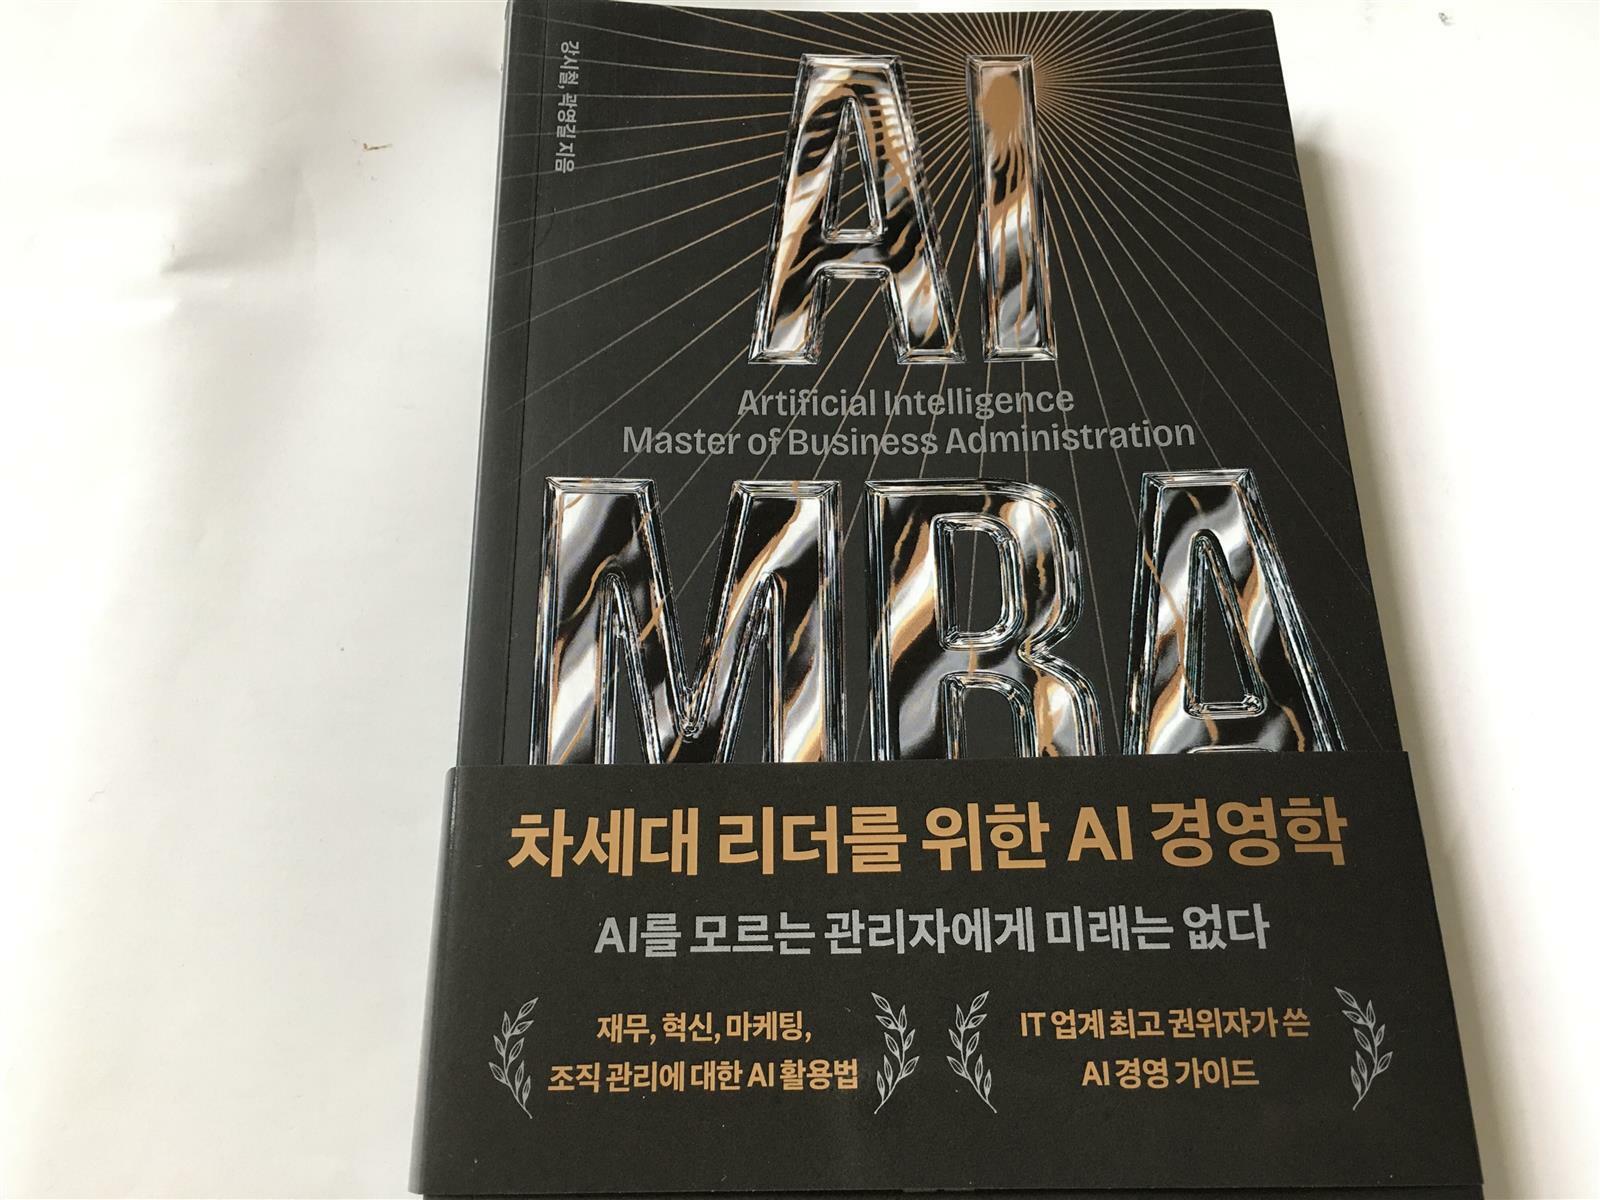 강시철, 곽영길 지음
AI
Artificial Intelligence
Master of Business Administration
MBA
차세대 리더를 위한 AI 경영학
AI를 모르는 관리자에게 미래는 없다
재무, 혁신, 마케팅,
조직 관리에 대한 AI 활용법
IT 업계 최고 권위자가 쓴
AI 경영 가이드